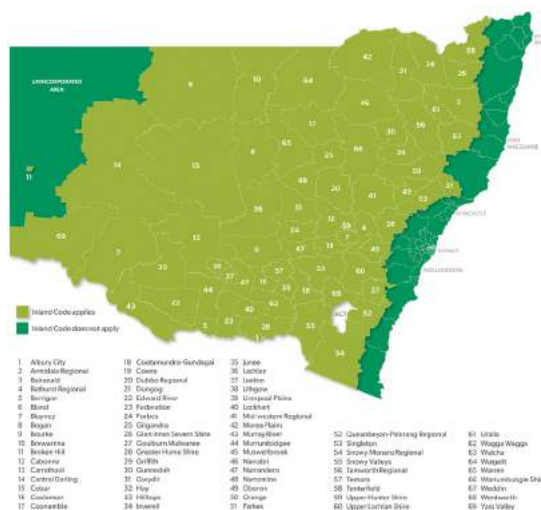 UNINCORPORATED
AREA
PORT
MACQUARIE
NEWCASTLE
SYDNEY
WOLLONGONG
ACT
Inland Code applies
Inland Code does not apply
1 Albury City
2 Armidale Regional
3 Balranald
4 Bathurst Regional
5 Berrigan
6 Bland
7 Blayney
8 Bogan
9 Bourke
10 Brewarrina
11 Broken Hill
12 Cabonne
13 Carrathool
14 Central Darling
15 Cobar
16 Coolamon
17 Coonamble
18 Cootamundra-Gundagai
19 Cowra
20 Dubbo Regional
21 Dungog
22 Edward River
23 Federation
24 Forbes
25 Gilgandra
26 Glen Innes Severn Shire
27 Goulburn Mulwaree
28 Greater Hume Shire
29 Griffith
30 Gunnedah
31 Gwydir
32 Hay
33 Hilltops
34 Inverell
35 Junee
36 Lachlan
37 Leeton
38 Lithgow
39 Liverpool Plains
40 Lockhart
41 Mid-western Regional
42 Moree Plains
43 Murray River
44 Murrumbidgee
45 Muswellbrook
46 Narrabri
47 Narrandera
48 Narromine
49 Oberon
50 Orange
51 Parkes
52 Queanbeyan-Palerang Regional
53 Singleton
54 Snowy Monaro Regional
55 Snowy Valleys
56 Tamworth Regional
57 Temora
58 Tenterfield
59 Upper Hunter Shire
60 Upper Lachlan Shire
61 Uralla
62 Wagga Wagga
63 Walcha
64 Walgett
65 Warren
66 Warrumbungle Shire
67 Weddin
68 Wentworth
69 Yass Valley